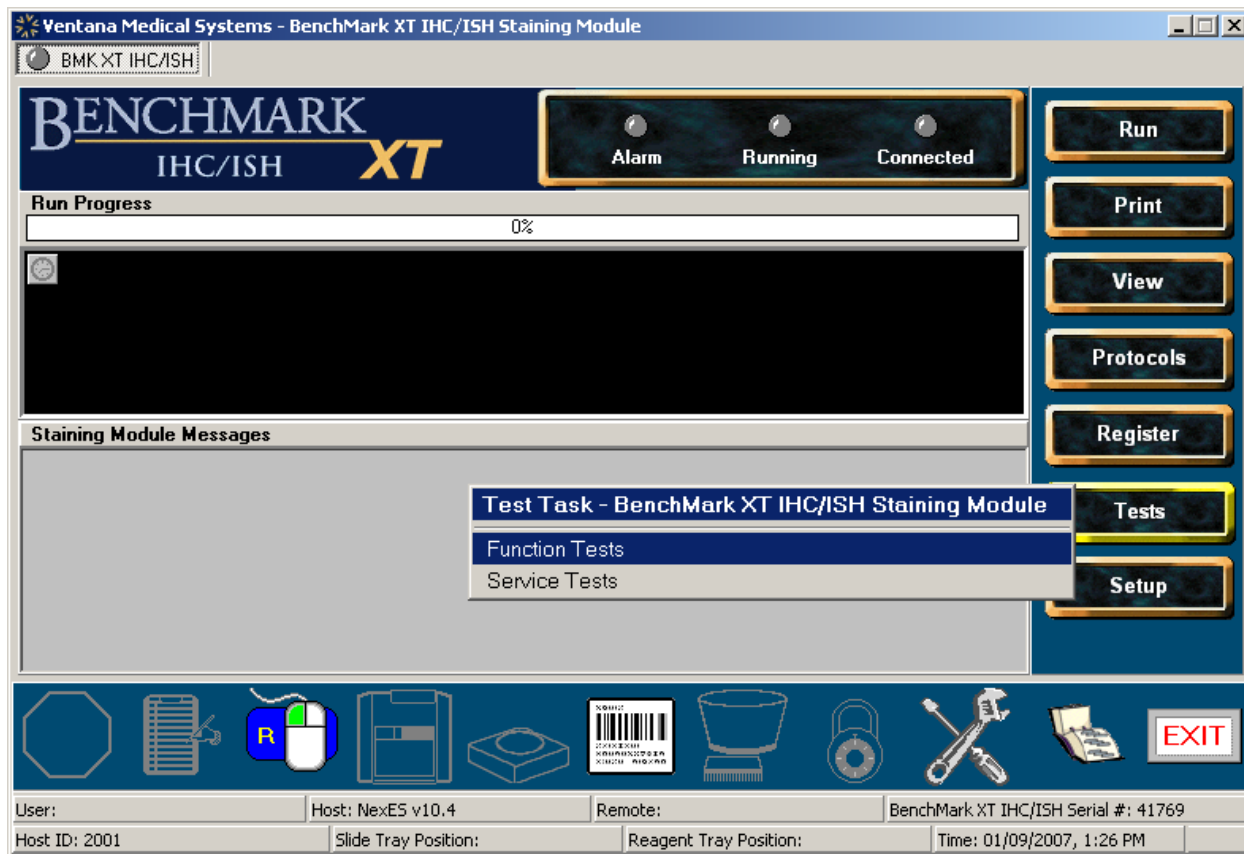 Ventana Medical Systems - BenchMark XT IHC/ISH Staining Module
BMK XT IHC/ISH
BENCHMARK
IHC/ISH XT
Alarm Running Connected
Run
Print
View
Protocols
Register
Tests
Setup
Run Progress
0%
Staining Module Messages
Test Task - BenchMark XT IHC/ISH Staining Module
Function Tests
Service Tests
R
EXIT
User: Host: NexES v10.4 Remote: BenchMark XT IHC/ISH Serial #: 41769
Host ID: 2001 Slide Tray Position: Reagent Tray Position: Time: 01/09/2007, 1:26 PM